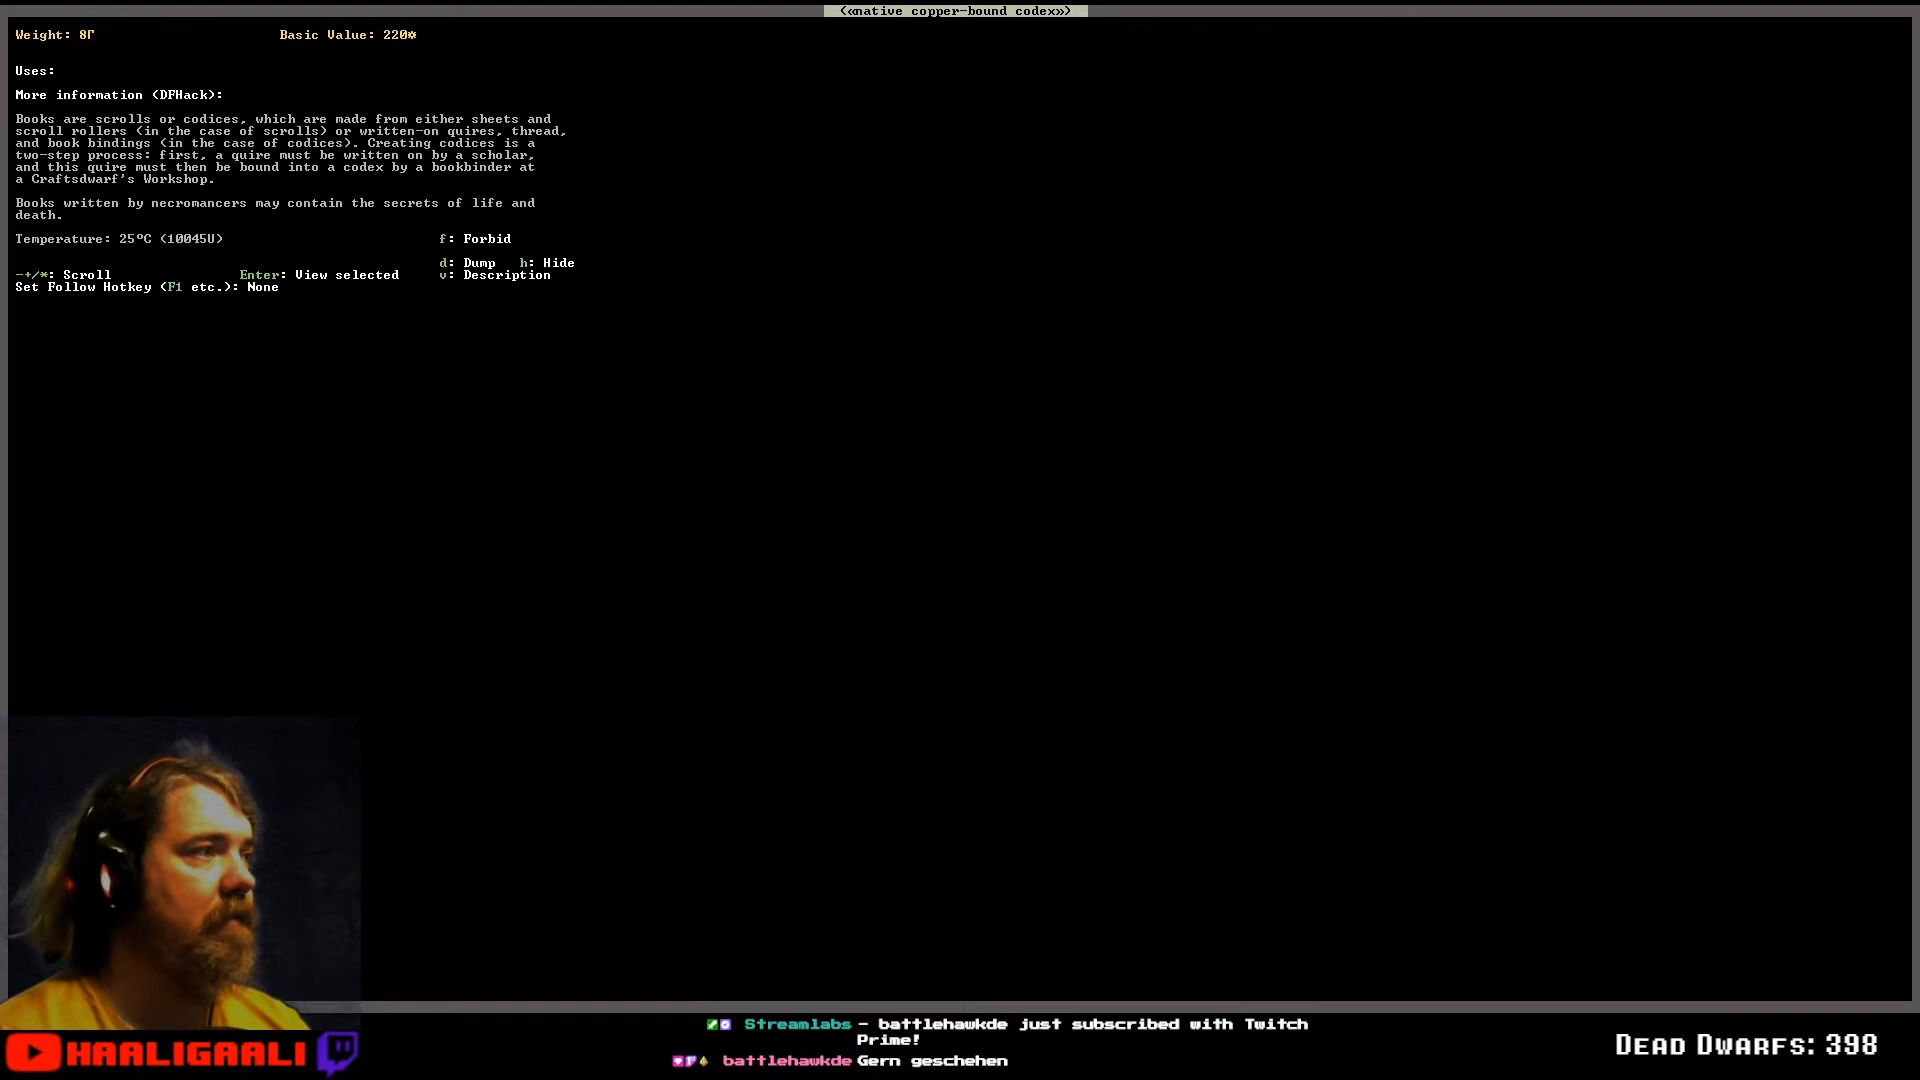 («native copper-bound codex»)
Weight: 8Γ Basic Value: 220☼
Uses:
More information (DFHack):
Books are scrolls or codices, which are made from either sheets and
scroll rollers (in the case of scrolls) or written-on quires, thread,
and book bindings (in the case of codices). Creating codices is a
two-step process: first, a quire must be written on by a scholar,
and this quire must then be bound into a codex by a bookbinder at
a Craftsdwarf's Workshop.
Books written by necromancers may contain the secrets of life and
death.
Temperature: 25°C (10045U) f: Forbid
d: Dump h: Hide
-+/*: Scroll Enter: View selected v: Description
Set Follow Hotkey (F1 etc.): None
Streamlabs – battlehawkde just subscribed with Twitch
Prime!
battlehawkde Gern geschehen
HAALIGAALI
Dead Dwarfs: 398